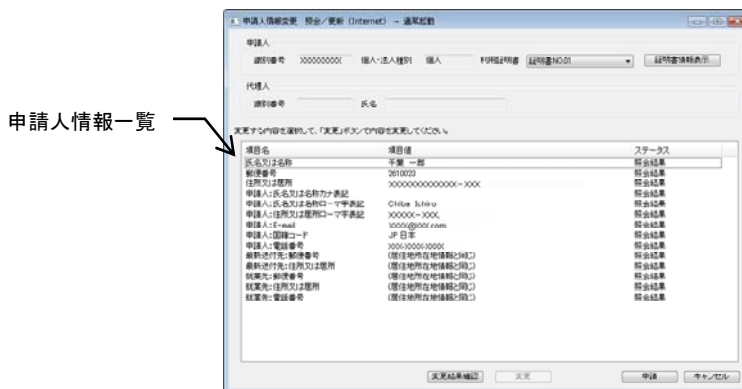 申請人情報変更 照会／更新 (Internet) － 通常起動
申請人
識別番号 XXXXXXXXX 個人・法人種別 個人 利用証明書 証明書NO.01 証明書情報表示
代理人
識別番号 氏名
申請人情報一覧
変更する内容を選択して、「変更」ボタンで内容を変更してください。
項目名 項目値 ステータス
氏名又は名称 千葉 一郎 照会結果
郵便番号 2610023 照会結果
住所又は居所 XXXXXXXXXXXXX－XXX 照会結果
申請人:氏名又は名称カナ表記 照会結果
申請人:氏名又は名称ローマ字表記 Chiba Ichiro 照会結果
申請人:住所又は居所ローマ字表記 XXXXX－XXX, 照会結果
申請人:E-mail XXXX@XXX.com 照会結果
申請人:国籍コード JP 日本 照会結果
申請人:電話番号 XXX-XXXX-XXXX 照会結果
最新送付先:郵便番号 (居住地所在地情報と同じ) 照会結果
最新送付先:住所又は居所 (居住地所在地情報と同じ) 照会結果
就業先:郵便番号 (居住地所在地情報と同じ) 照会結果
就業先:住所又は居所 (居住地所在地情報と同じ) 照会結果
就業先:電話番号 (居住地所在地情報と同じ) 照会結果
変更結果確認 変更 申請 キャンセル